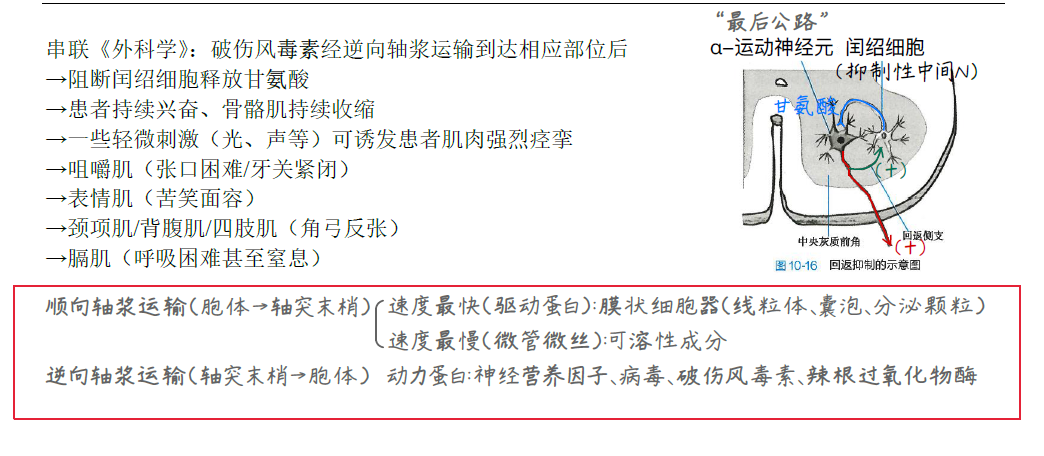 串联《外科学》：破伤风毒素经逆向轴浆运输到达相应部位后
→阻断闰绍细胞释放甘氨酸
→患者持续兴奋、骨骼肌持续收缩
→一些轻微刺激（光、声等）可诱发患者肌肉强烈痉挛
→咀嚼肌（张口困难/牙关紧闭）
→表情肌（苦笑面容）
→颈项肌/背腹肌/四肢肌（角弓反张）
→膈肌（呼吸困难甚至窒息）
“最后公路”
α-运动神经元 闰绍细胞
(抑制性中间N)
甘氨酸
(+)
中央灰质前角
回返侧支
(+)
图10-16 回返抑制的示意图
顺向轴浆运输(胞体→轴突末梢)
速度最快(驱动蛋白):膜状细胞器(线粒体、囊泡、分泌颗粒)
速度最慢(微管微丝):可溶性成分
逆向轴浆运输(轴突末梢→胞体) 动力蛋白:神经营养因子、病毒、破伤风毒素、辣根过氧化物酶